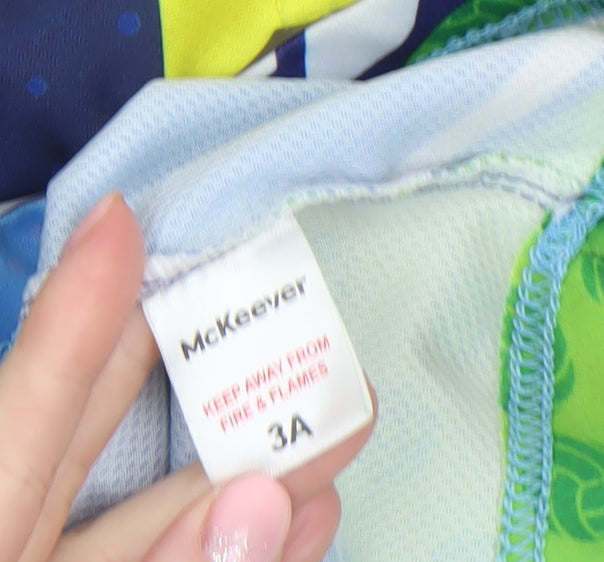 McKeever
KEEP AWAY FROM
FIRE & FLAMES
3A